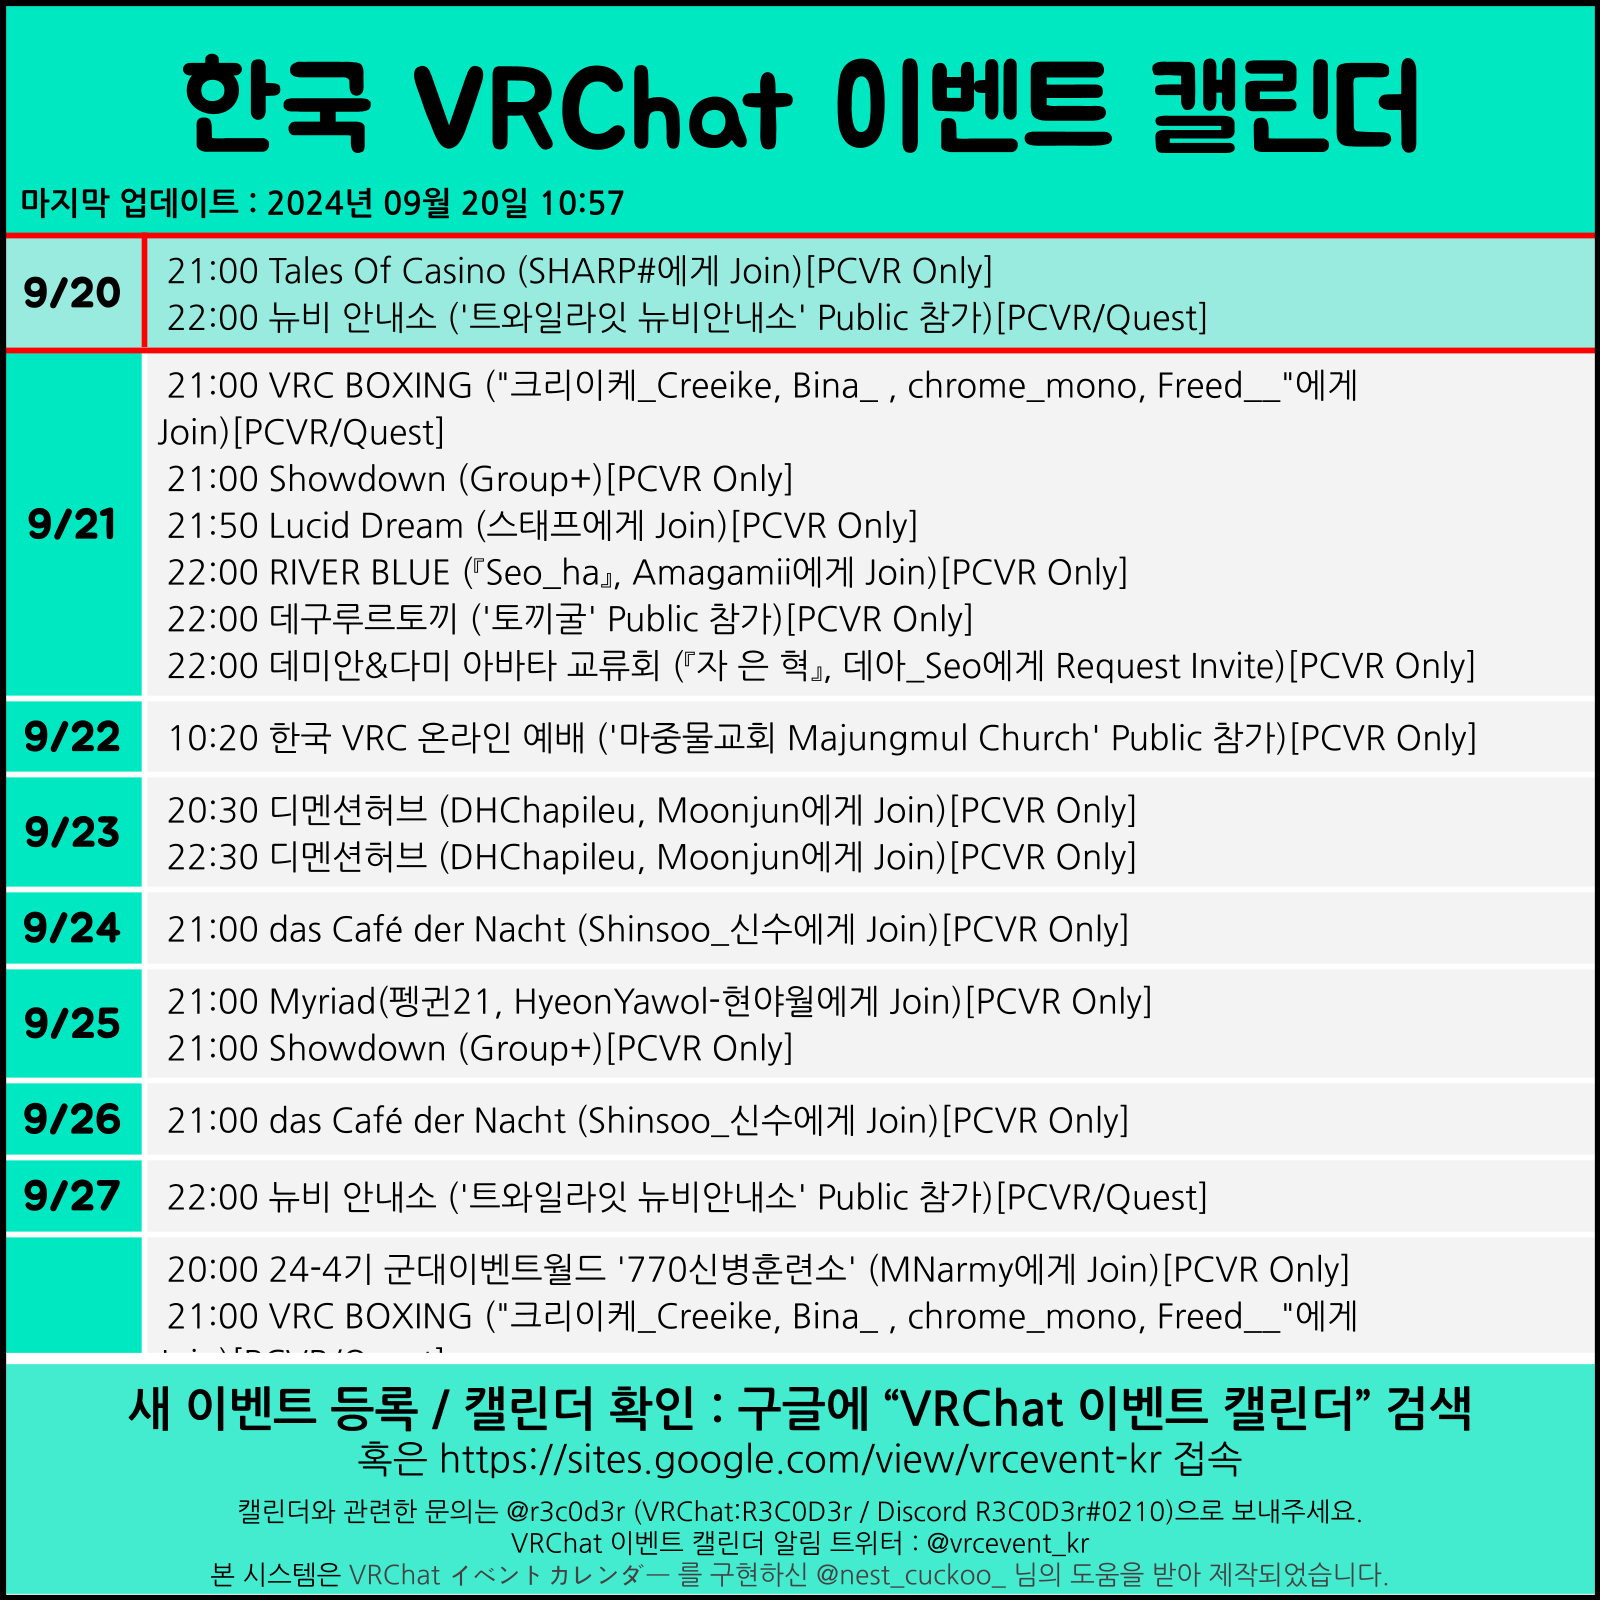 한국 VRChat 이벤트 캘린더
마지막 업데이트 : 2024년 09월 20일 10:57
9/20
21:00 Tales Of Casino (SHARP#에게 Join)[PCVR Only]
22:00 뉴비 안내소 ('트와일라잇 뉴비안내소' Public 참가)[PCVR/Quest]
9/21
21:00 VRC BOXING ("크리이케_Creeike, Bina_ , chrome_mono, Freed__"에게
Join)[PCVR/Quest]
21:00 Showdown (Group+)[PCVR Only]
21:50 Lucid Dream (스태프에게 Join)[PCVR Only]
22:00 RIVER BLUE (『Seo_ha』, Amagamii에게 Join)[PCVR Only]
22:00 데구루르토끼 ('토끼굴' Public 참가)[PCVR Only]
22:00 데미안&다미 아바타 교류회 (『자 은 혁』, 데아_Seo에게 Request Invite)[PCVR Only]
9/22
10:20 한국 VRC 온라인 예배 ('마중물교회 Majungmul Church' Public 참가)[PCVR Only]
9/23
20:30 디멘션허브 (DHChapileu, Moonjun에게 Join)[PCVR Only]
22:30 디멘션허브 (DHChapileu, Moonjun에게 Join)[PCVR Only]
9/24
21:00 das Café der Nacht (Shinsoo_신수에게 Join)[PCVR Only]
9/25
21:00 Myriad(펭귄21, HyeonYawol-현야월에게 Join)[PCVR Only]
21:00 Showdown (Group+)[PCVR Only]
9/26
21:00 das Café der Nacht (Shinsoo_신수에게 Join)[PCVR Only]
9/27
22:00 뉴비 안내소 ('트와일라잇 뉴비안내소' Public 참가)[PCVR/Quest]
20:00 24-4기 군대이벤트월드 '770신병훈련소' (MNarmy에게 Join)[PCVR Only]
21:00 VRC BOXING ("크리이케_Creeike, Bina_ , chrome_mono, Freed__"에게
새 이벤트 등록 / 캘린더 확인 : 구글에 “VRChat 이벤트 캘린더” 검색
혹은 https://sites.google.com/view/vrcevent-kr 접속
캘린더와 관련한 문의는 @r3c0d3r (VRChat:R3C0D3r / Discord R3C0D3r#0210)으로 보내주세요.
VRChat 이벤트 캘린더 알림 트위터 : @vrcevent_kr
본 시스템은 VRChat イベントカレンダー 를 구현하신 @nest_cuckoo_ 님의 도움을 받아 제작되었습니다.